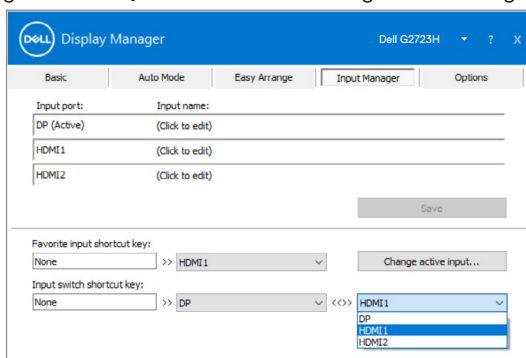 DELL Display Manager Dell G2723H ? X
Basic Auto Mode Easy Arrange Input Manager Options
Input port: Input name:
DP (Active) (Click to edit)
HDMI1 (Click to edit)
HDMI2 (Click to edit)
Save
Favorite input shortcut key:
None >> HDMI1 Change active input...
Input switch shortcut key:
None >> DP <<>> HDMI1
DP
HDMI1
HDMI2